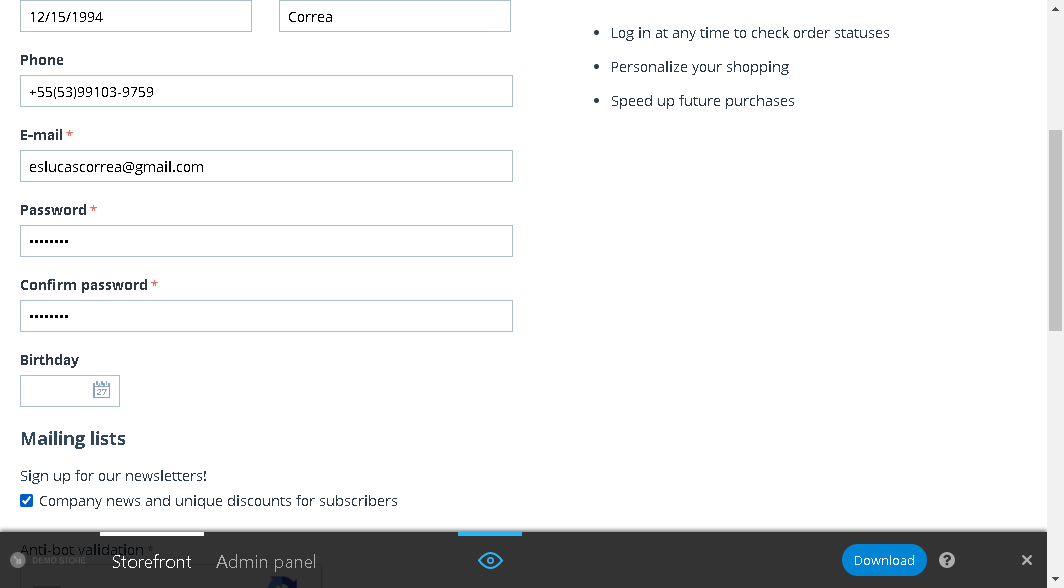 12/15/1994 Correa
Phone
+55(53)99103-9759
E-mail *
eslucascorrea@gmail.com
Password *
••••••••
Confirm password *
••••••••
Birthday
27
Mailing lists
Sign up for our newsletters!
Company news and unique discounts for subscribers
Anti-bot validation *
DEMO STORE Storefront Admin panel Download ?
• Log in at any time to check order statuses
• Personalize your shopping
• Speed up future purchases